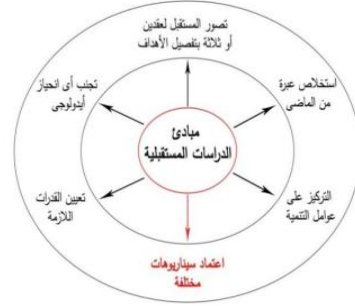 تصور المستقبل لعقدين
أو ثلاثة بتفصيل الأهداف
استخلاص عبرة
من الماضى
تجنب أى انحياز
أيدولوجى
مبادئ
الدراسات المستقبلية
التركيز على
عوامل التنمية
تعيين القدرات
اللازمة
اعتماد سيناريوهات
مختلفة